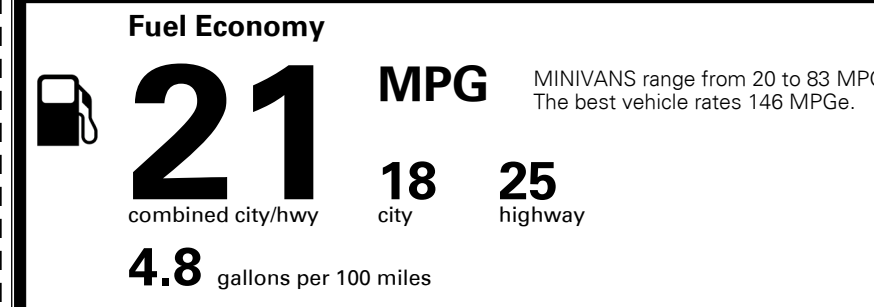 Fuel Economy
21 MPG
MINIVANS range from 20 to 83
The best vehicle rates 146 MPGe.
18 25
combined city/hwy city highway
4.8 gallons per 100 miles